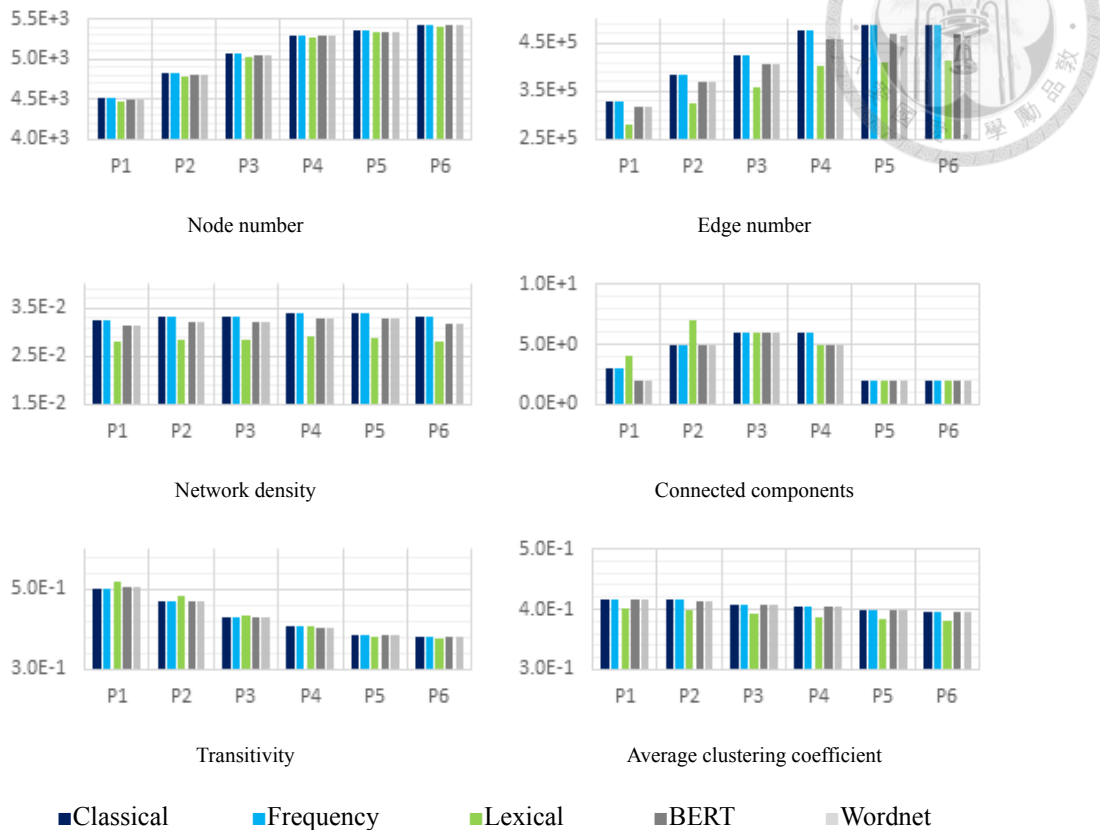 5.5E+3
5.0E+3
4.5E+3
4.0E+3
P1 P2 P3 P4 P5 P6
Node number
4.5E+5
3.5E+5
2.5E+5
P1 P2 P3 P4 P5 P6
Edge number
學 勵 品 敦
3.5E-2
2.5E-2
1.5E-2
P1 P2 P3 P4 P5 P6
Network density
1.0E+1
5.0E+0
0.0E+0
P1 P2 P3 P4 P5 P6
Connected components
5.0E-1
3.0E-1
P1 P2 P3 P4 P5 P6
Transitivity
5.0E-1
4.0E-1
3.0E-1
P1 P2 P3 P4 P5 P6
Average clustering coefficient
Classical Frequency Lexical BERT Wordnet